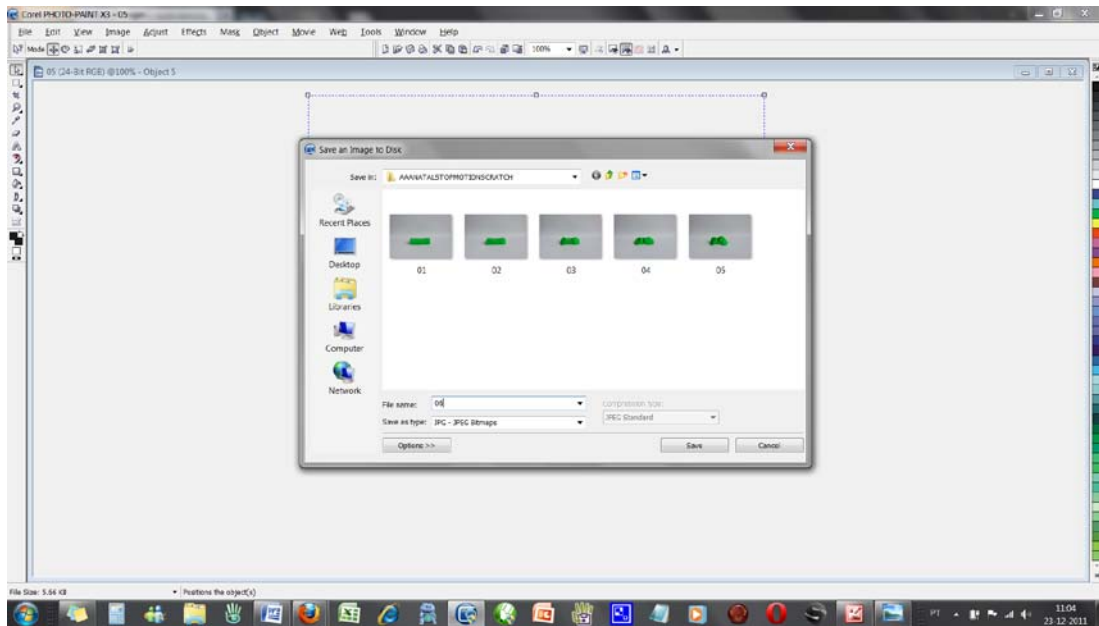 Corel PHOTO-PAINT X3 - 05
File Edit View Image Adjust Effects Mask Object Movie Web Tools Window Help
Mode 100%
05 (24-Bit RGB) @100% - Object 5
Save an Image to Disk
Save in: AAANATALSTOPMOTIONSCRATCH
Recent Places
Desktop
Libraries
Computer
Network
01 02 03 04 05
File name: 06
Compression type:
Save as type: JPG - JPEG Bitmaps
JPEG Standard
Options >> Save Cancel
File Size: 5.66 KB Positions the object(s)
PT 11:04
23-12-2011